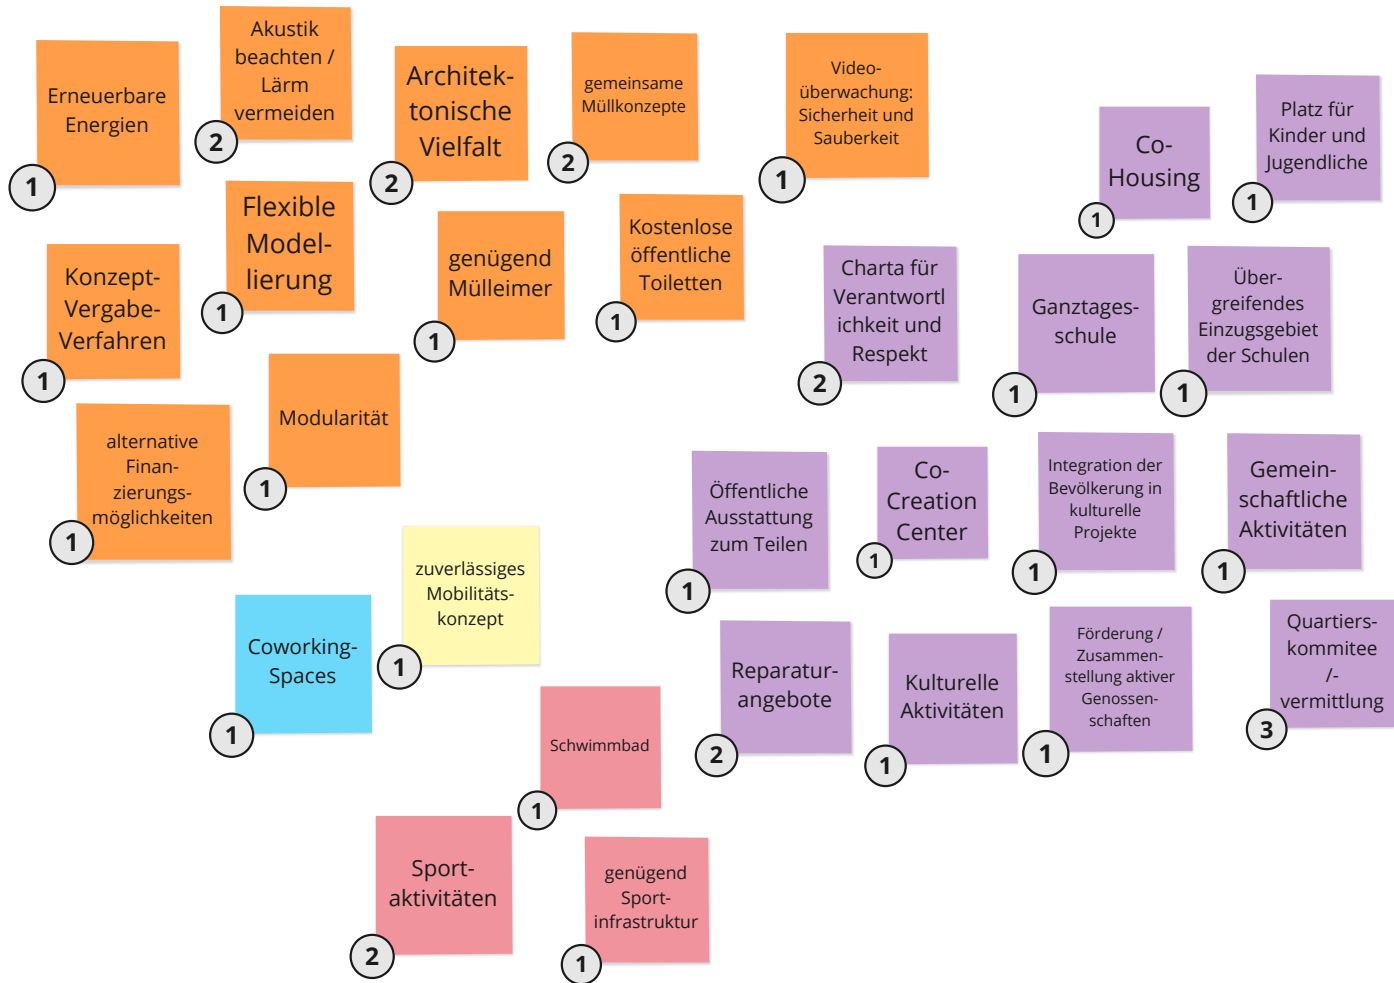 Erneuerbare
Energien
1
Akustik
beachten /
Lärm
vermeiden
2
Architek-
tonische
Vielfalt
2
gemeinsame
Müllkonzepte
2
Video-
überwachung:
Sicherheit und
Sauberkeit
1
Co-
Housing
1
Platz für
Kinder und
Jugendliche
1
Konzept-
Vergabe-
Verfahren
1
Flexible
Model-
lierung
1
genügend
Mülleimer
1
Kostenlose
öffentliche
Toiletten
1
Charta für
Verantwortl
ichkeit und
Respekt
2
Ganztages-
schule
1
Über-
greifendes
Einzugsgebiet
der Schulen
1
alternative
Finan-
zierungs-
möglichkeiten
1
Modularität
1
Öffentliche
Ausstattung
zum Teilen
1
Co-
Creation
Center
1
Integration der
Bevölkerung in
kulturelle
Projekte
1
Gemein-
schaftliche
Aktivitäten
1
zuverlässiges
Mobilitäts-
konzept
1
Coworking-
Spaces
1
Reparatur-
angebote
2
Kulturelle
Aktivitäten
1
Förderung /
Zusammen-
stellung aktiver
Genossen-
schaften
1
Quartiers-
kommitee
/-
vermittlung
3
Schwimmbad
1
Sport-
aktivitäten
2
genügend
Sport-
infrastruktur
1